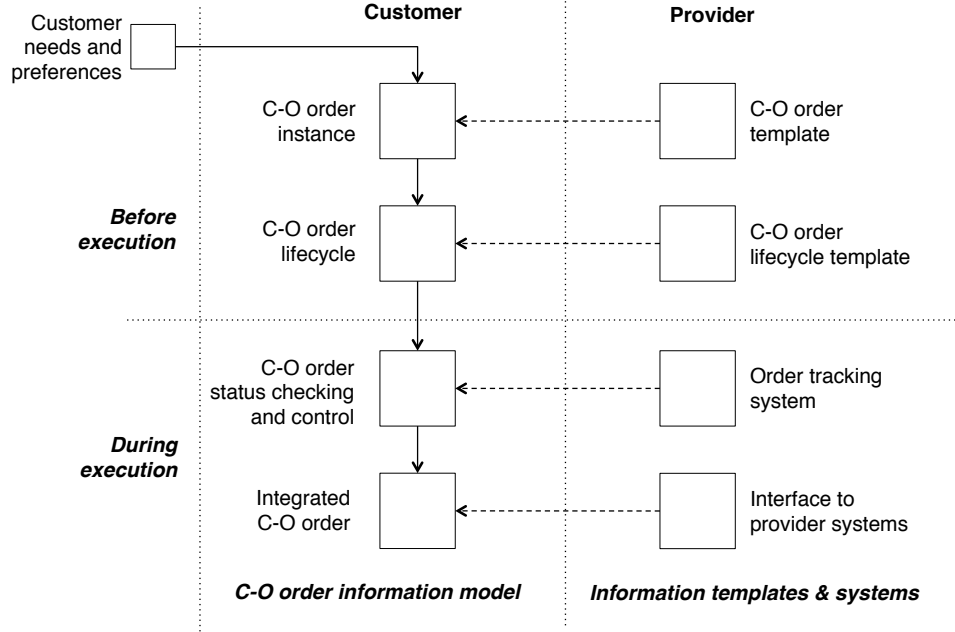 Customer
Provider
Customer
needs and
preferences
C-O order
instance
C-O order
template
Before
execution
C-O order
lifecycle
C-O order
lifecycle template
C-O order
status checking
and control
Order tracking
system
During
execution
Integrated
C-O order
Interface to
provider systems
C-O order information model
Information templates & systems